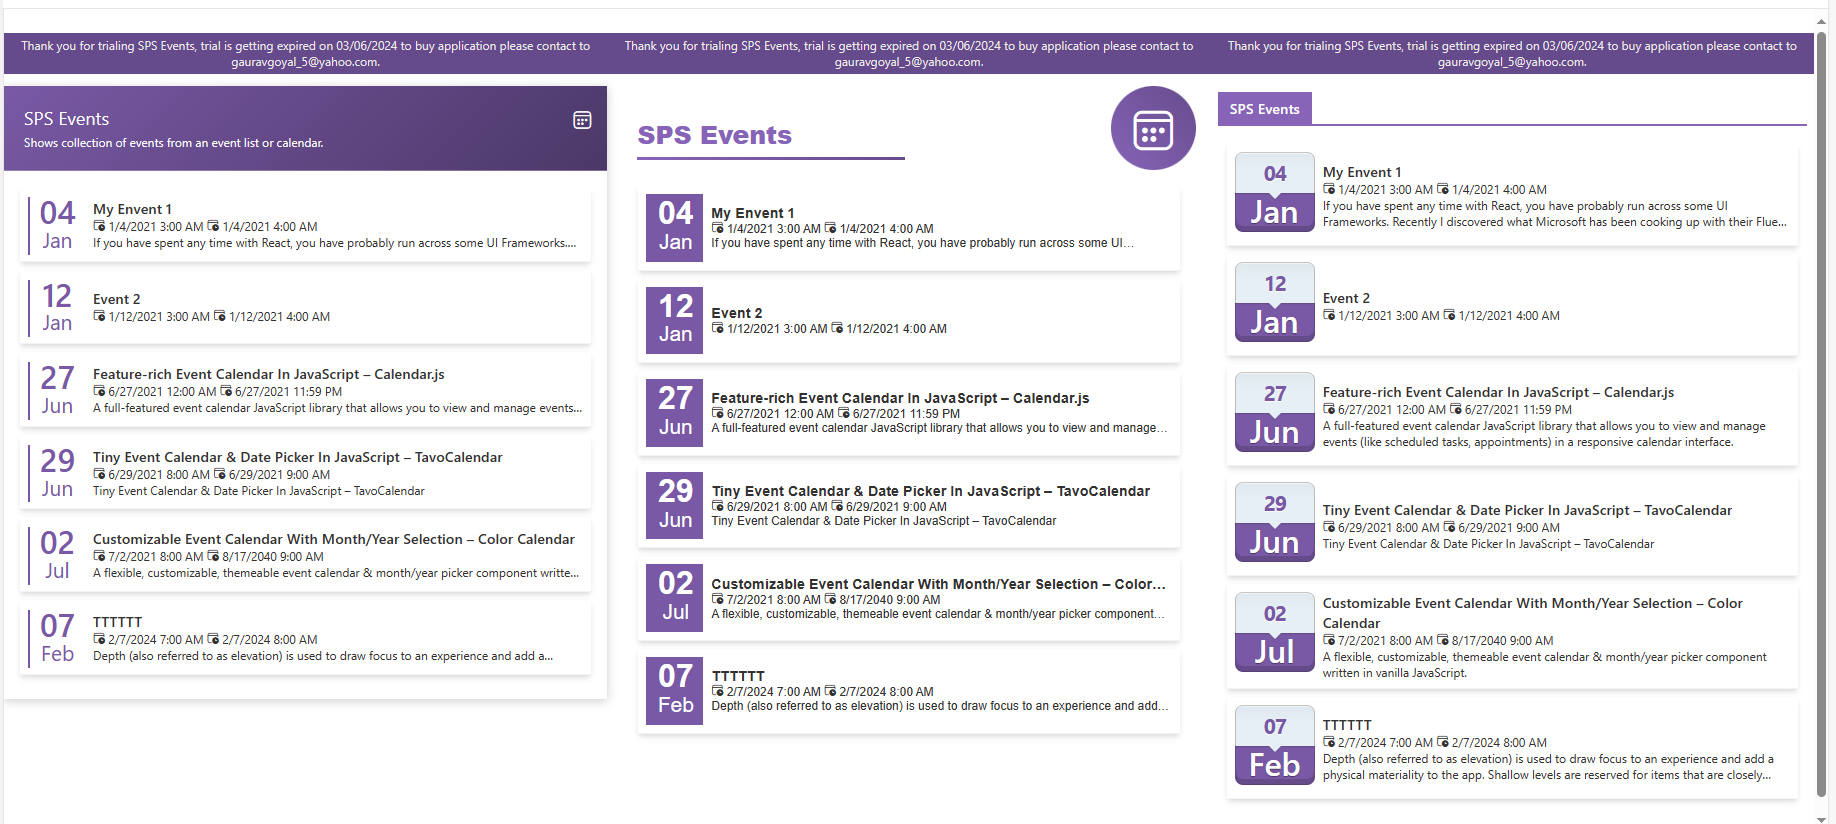 Thank you for trialing SPS Events, trial is getting expired on 03/06/2024 to buy application please contact to
gauravgoyal_5@yahoo.com.
SPS Events
Shows collection of events from an event list or calendar.
04
Jan
My Envent 1
1/4/2021 3:00 AM 1/4/2021 4:00 AM
If you have spent any time with React, you have probably run across some UI Frameworks....
12
Jan
Event 2
1/12/2021 3:00 AM 1/12/2021 4:00 AM
27
Jun
Feature-rich Event Calendar In JavaScript – Calendar.js
6/27/2021 12:00 AM 6/27/2021 11:59 PM
A full-featured event calendar JavaScript library that allows you to view and manage events...
29
Jun
Tiny Event Calendar & Date Picker In JavaScript – TavoCalendar
6/29/2021 8:00 AM 6/29/2021 9:00 AM
Tiny Event Calendar & Date Picker In JavaScript – TavoCalendar
02
Jul
Customizable Event Calendar With Month/Year Selection – Color Calendar
7/2/2021 8:00 AM 8/17/2040 9:00 AM
A flexible, customizable, themeable event calendar & month/year picker component writte...
07
Feb
TTTTTT
2/7/2024 7:00 AM 2/7/2024 8:00 AM
Depth (also referred to as elevation) is used to draw focus to an experience and add a...
Thank you for trialing SPS Events, trial is getting expired on 03/06/2024 to buy application please contact to
gauravgoyal_5@yahoo.com.
SPS Events
04
Jan
My Envent 1
1/4/2021 3:00 AM 1/4/2021 4:00 AM
If you have spent any time with React, you have probably run across some UI...
12
Jan
Event 2
1/12/2021 3:00 AM 1/12/2021 4:00 AM
27
Jun
Feature-rich Event Calendar In JavaScript – Calendar.js
6/27/2021 12:00 AM 6/27/2021 11:59 PM
A full-featured event calendar JavaScript library that allows you to view and manage...
29
Jun
Tiny Event Calendar & Date Picker In JavaScript – TavoCalendar
6/29/2021 8:00 AM 6/29/2021 9:00 AM
Tiny Event Calendar & Date Picker In JavaScript – TavoCalendar
02
Jul
Customizable Event Calendar With Month/Year Selection – Color...
7/2/2021 8:00 AM 8/17/2040 9:00 AM
A flexible, customizable, themeable event calendar & month/year picker component...
07
Feb
TTTTTT
2/7/2024 7:00 AM 2/7/2024 8:00 AM
Depth (also referred to as elevation) is used to draw focus to an experience and add...
Thank you for trialing SPS Events, trial is getting expired on 03/06/2024 to buy application please contact to
gauravgoyal_5@yahoo.com.
SPS Events
04
Jan
My Envent 1
1/4/2021 3:00 AM 1/4/2021 4:00 AM
If you have spent any time with React, you have probably run across some UI
Frameworks. Recently I discovered what Microsoft has been cooking up with their Flue...
12
Jan
Event 2
1/12/2021 3:00 AM 1/12/2021 4:00 AM
27
Jun
Feature-rich Event Calendar In JavaScript – Calendar.js
6/27/2021 12:00 AM 6/27/2021 11:59 PM
A full-featured event calendar JavaScript library that allows you to view and manage
events (like scheduled tasks, appointments) in a responsive calendar interface.
29
Jun
Tiny Event Calendar & Date Picker In JavaScript – TavoCalendar
6/29/2021 8:00 AM 6/29/2021 9:00 AM
Tiny Event Calendar & Date Picker In JavaScript – TavoCalendar
02
Jul
Customizable Event Calendar With Month/Year Selection – Color
Calendar
7/2/2021 8:00 AM 8/17/2040 9:00 AM
A flexible, customizable, themeable event calendar & month/year picker component
written in vanilla JavaScript.
07
Feb
TTTTTT
2/7/2024 7:00 AM 2/7/2024 8:00 AM
Depth (also referred to as elevation) is used to draw focus to an experience and add a
physical materiality to the app. Shallow levels are reserved for items that are closely...